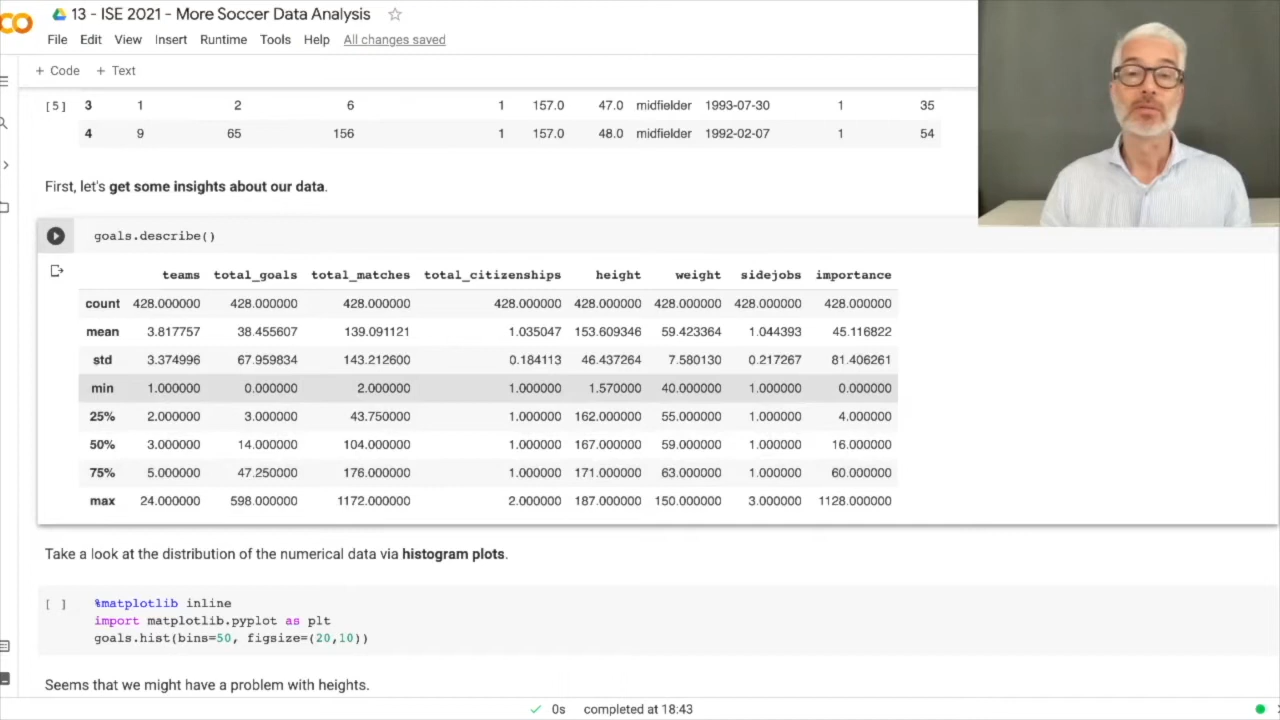 CO
13 - ISE 2021 - More Soccer Data Analysis
File Edit View Insert Runtime Tools Help All changes saved
+ Code + Text
[5] 3 1 2 6 1 157.0 47.0 midfielder 1993-07-30 1 35
4 9 65 156 1 157.0 48.0 midfielder 1992-02-07 1 54
First, let's get some insights about our data.
goals.describe()
teams total_goals total_matches total_citizenships height weight sidejobs importance
count 428.000000 428.000000 428.000000 428.000000 428.000000 428.000000 428.000000 428.000000
mean 3.817757 38.455607 139.091121 1.035047 153.609346 59.423364 1.044393 45.116822
std 3.374996 67.959834 143.212600 0.184113 46.437264 7.580130 0.217267 81.406261
min 1.000000 0.000000 2.000000 1.000000 1.570000 40.000000 1.000000 0.000000
25% 2.000000 3.000000 43.750000 1.000000 162.000000 55.000000 1.000000 4.000000
50% 3.000000 14.000000 104.000000 1.000000 167.000000 59.000000 1.000000 16.000000
75% 5.000000 47.250000 176.000000 1.000000 171.000000 63.000000 1.000000 60.000000
max 24.000000 598.000000 1172.000000 2.000000 187.000000 150.000000 3.000000 1128.000000
Take a look at the distribution of the numerical data via histogram plots.
[ ] %matplotlib inline
import matplotlib.pyplot as plt
goals.hist(bins=50, figsize=(20,10))
Seems that we might have a problem with heights.
0s completed at 18:43